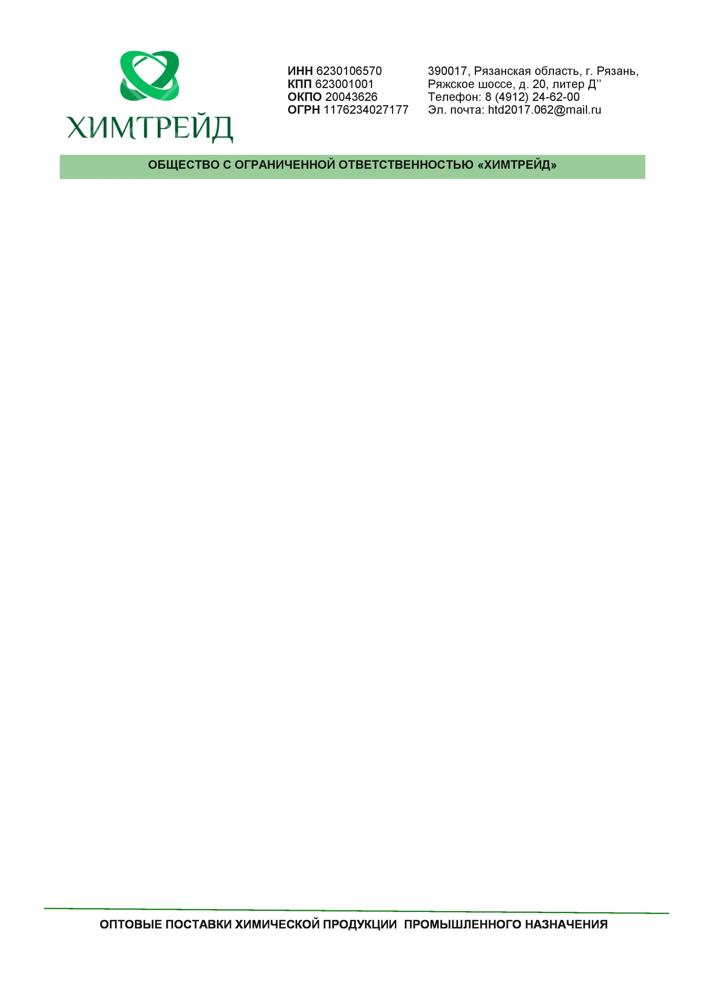 ХИМТРЕЙД
ИНН 6230106570
КПП 623001001
ОКПО 20043626
ОГРН 1176234027177
390017, Рязанская область, г. Рязань,
Ряжское шоссе, д. 20, литер Д’’
Телефон: 8 (4912) 24-62-00
Эл. почта: htd2017.062@mail.ru
ОБЩЕСТВО С ОГРАНИЧЕННОЙ ОТВЕТСТВЕННОСТЬЮ «ХИМТРЕЙД»
ОПТОВЫЕ ПОСТАВКИ ХИМИЧЕСКОЙ ПРОДУКЦИИ  ПРОМЫШЛЕННОГО НАЗНАЧЕНИЯ